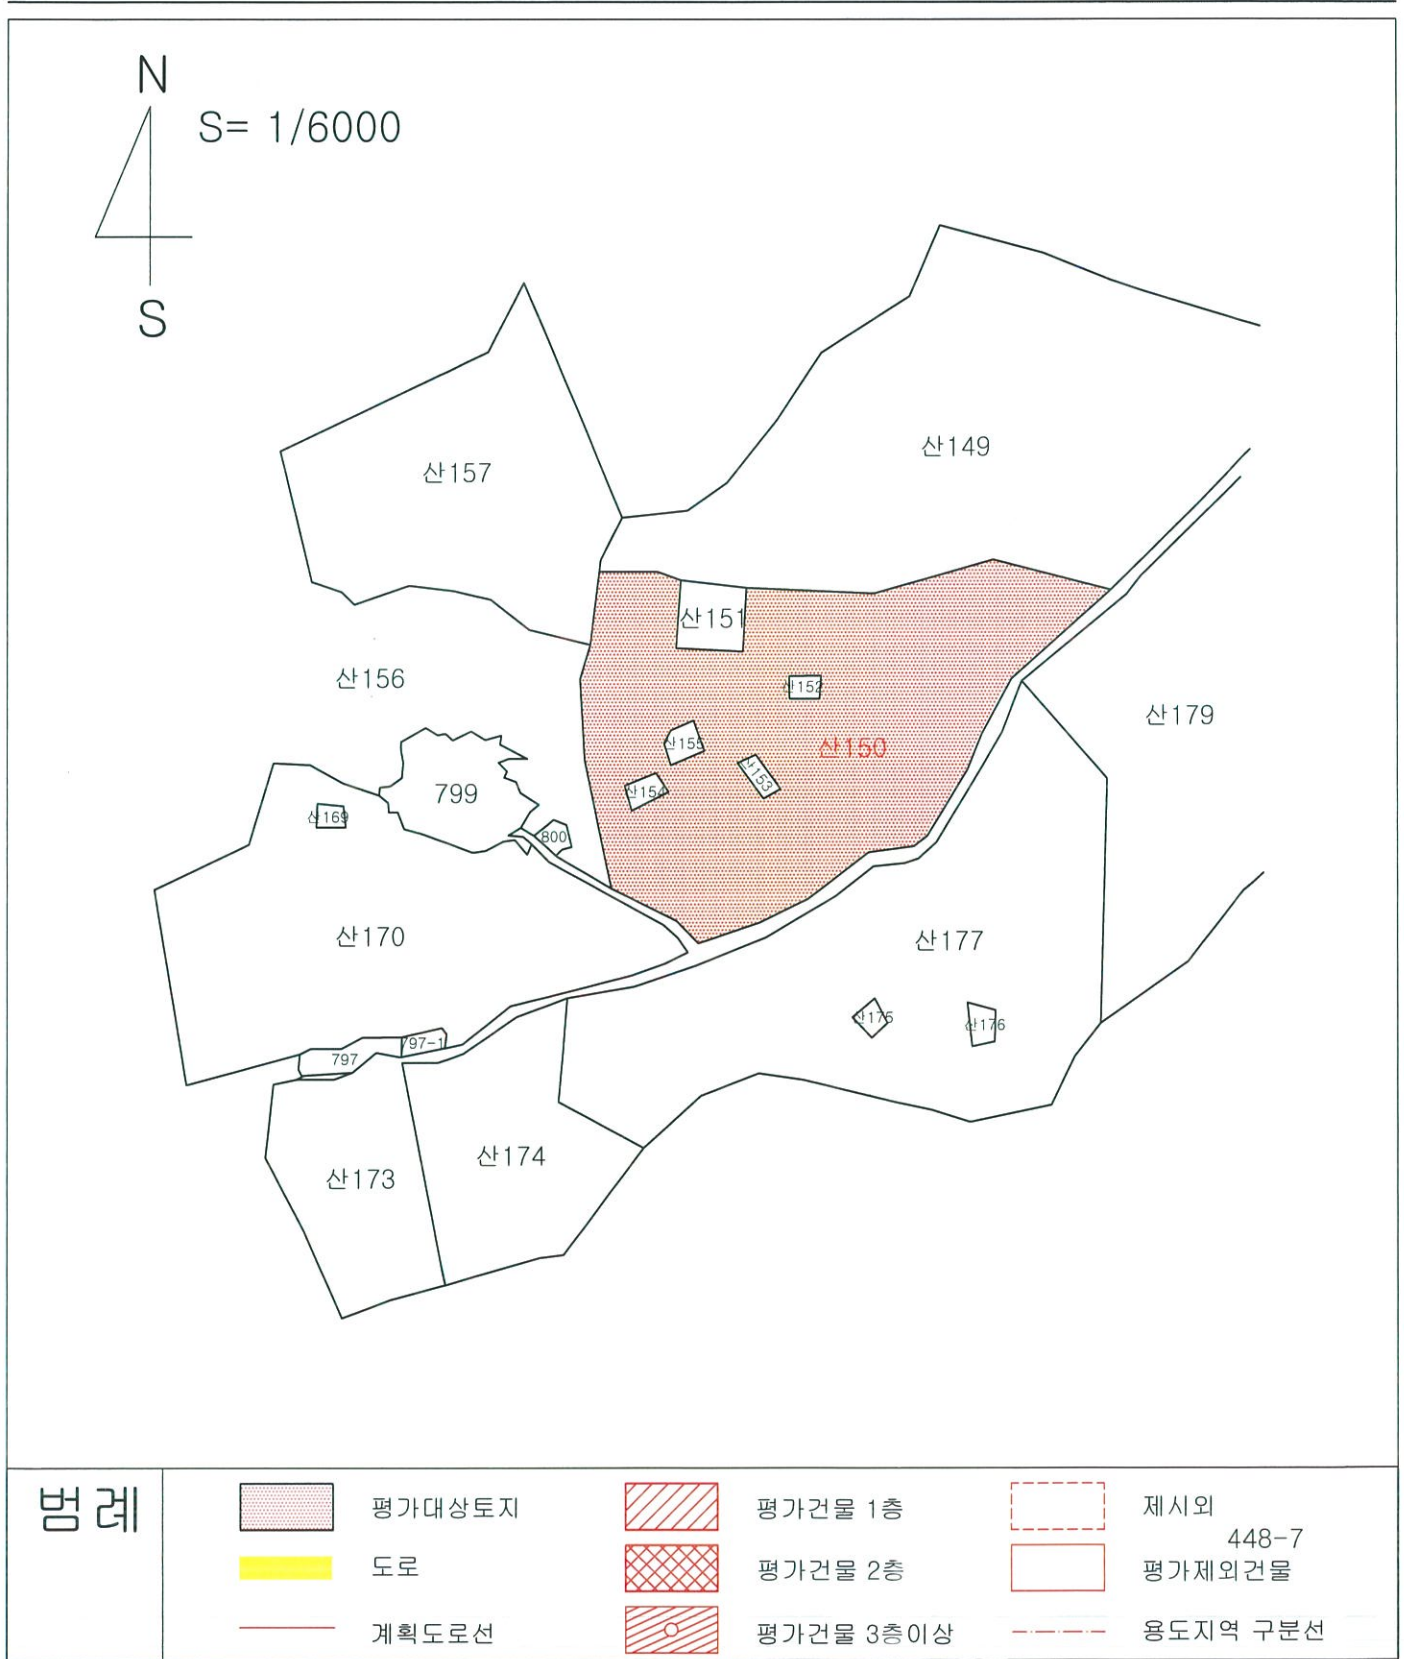 N
S= 1/6000
S
산149
산157
산151
산156
산152
산179
산155
산150
산153
799
산154
산169
800
산170
산177
산175
산176
797-1
797
산174
산173
범례
평가대상토지
평가건물 1층
제시외
448-7
도로
평가건물 2층
평가제외건물
계획도로선
평가건물 3층이상
용도지역 구분선